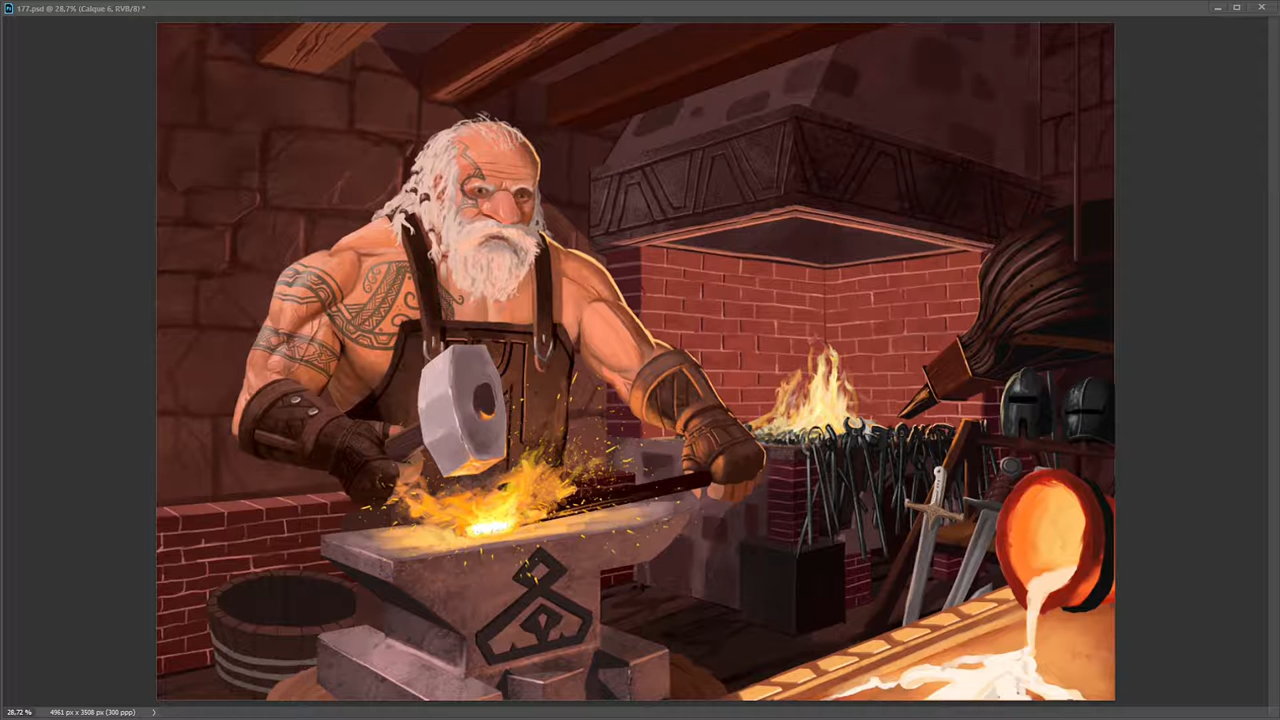 177.psd @ 28,7% (Calque 6, RVB/8) *
28,72 %
4961 px x 3508 px (300 ppp)